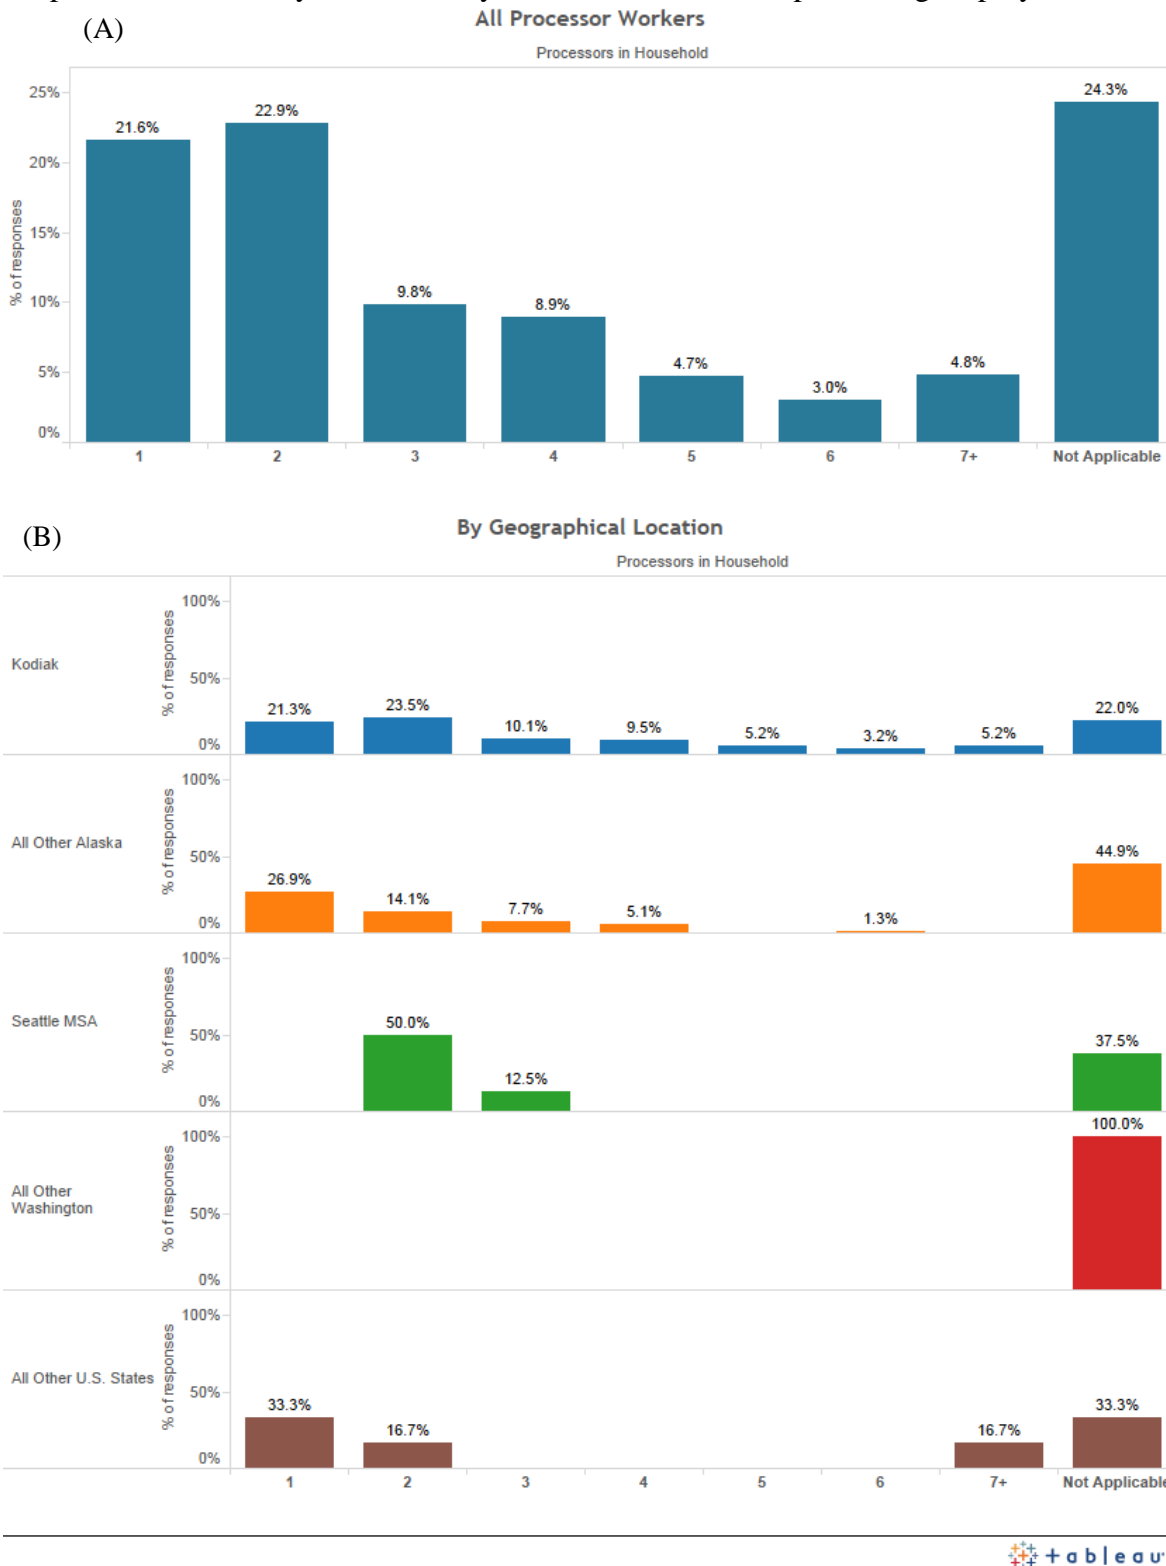 (A)
All Processor Workers
Processors in Household
% of responses
25%
20%
15%
10%
5%
0%
21.6%
22.9%
9.8%
8.9%
4.7%
3.0%
4.8%
24.3%
1 2 3 4 5 6 7+ Not Applicable
(B)
By Geographical Location
Processors in Household
Kodiak
% of responses
100%
50%
0%
21.3% 23.5% 10.1% 9.5% 5.2% 3.2% 5.2% 22.0%
All Other Alaska
% of responses
100%
50%
0%
26.9% 14.1% 7.7% 5.1% 1.3% 44.9%
Seattle MSA
% of responses
100%
50%
0%
50.0% 12.5% 37.5%
All Other
Washington
% of responses
100%
50%
0%
100.0%
All Other U.S. States
% of responses
100%
50%
0%
33.3% 16.7% 16.7% 33.3%
1 2 3 4 5 6 7+ Not Applicable
+ableau